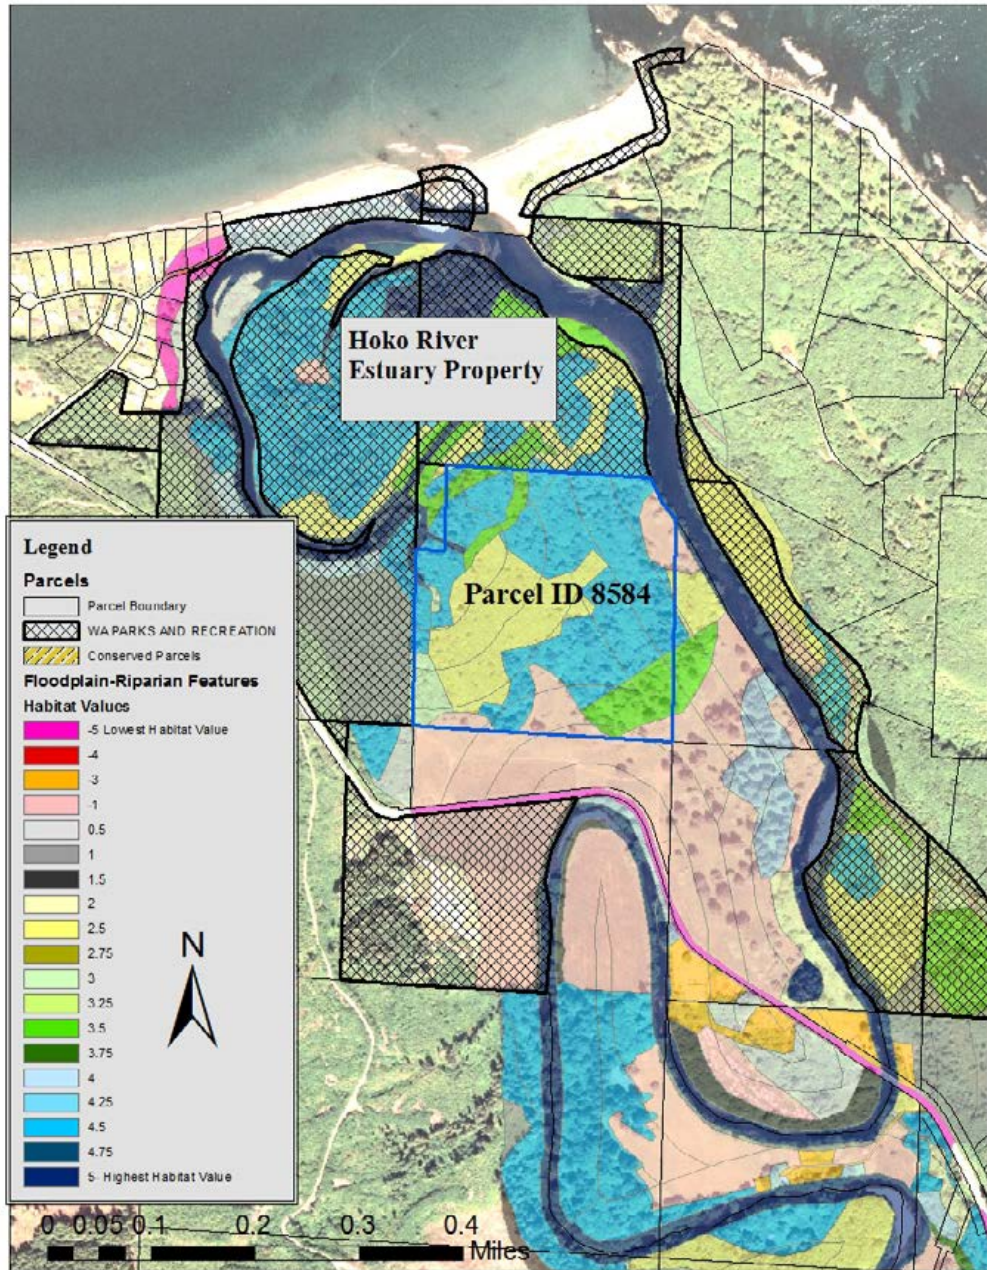 Hoko River
Estuary Property
Parcel ID 8584
Legend
Parcels
Parcel Boundary
WA PARKS AND RECREATION
Conserved Parcels
Floodplain-Riparian Features
Habitat Values
-5 Lowest Habitat Value
-4
-3
-1
0.5
1
1.5
2
2.5
2.75
3
3.25
3.5
3.75
4
4.25
4.5
4.75
5- Highest Habitat Value
N
0 0.05 0.1 0.2 0.3 0.4
Miles